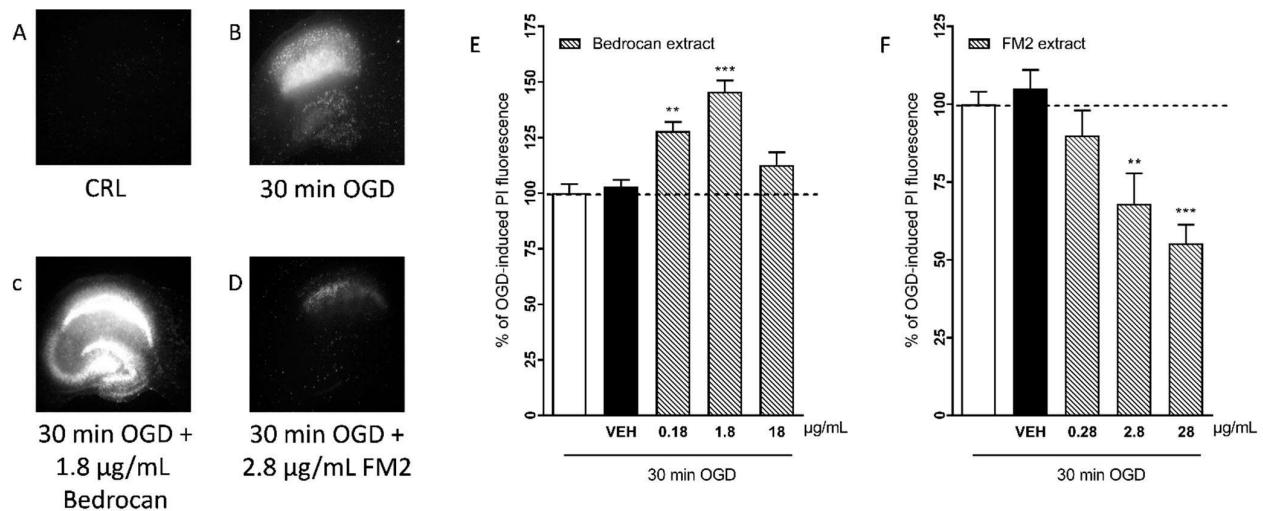 A
CRL
B
30 min OGD
c
30 min OGD +
1.8 µg/mL
Bedrocan
D
30 min OGD +
2.8 µg/mL FM2
E
% of OGD-induced PI fluorescence
175
150
125
100
75
50
25
0
Bedrocan extract
**
***
VEH 0.18 1.8 18 µg/mL
30 min OGD
F
% of OGD-induced PI fluorescence
125
100
75
50
25
0
FM2 extract
**
***
VEH 0.28 2.8 28 µg/mL
30 min OGD